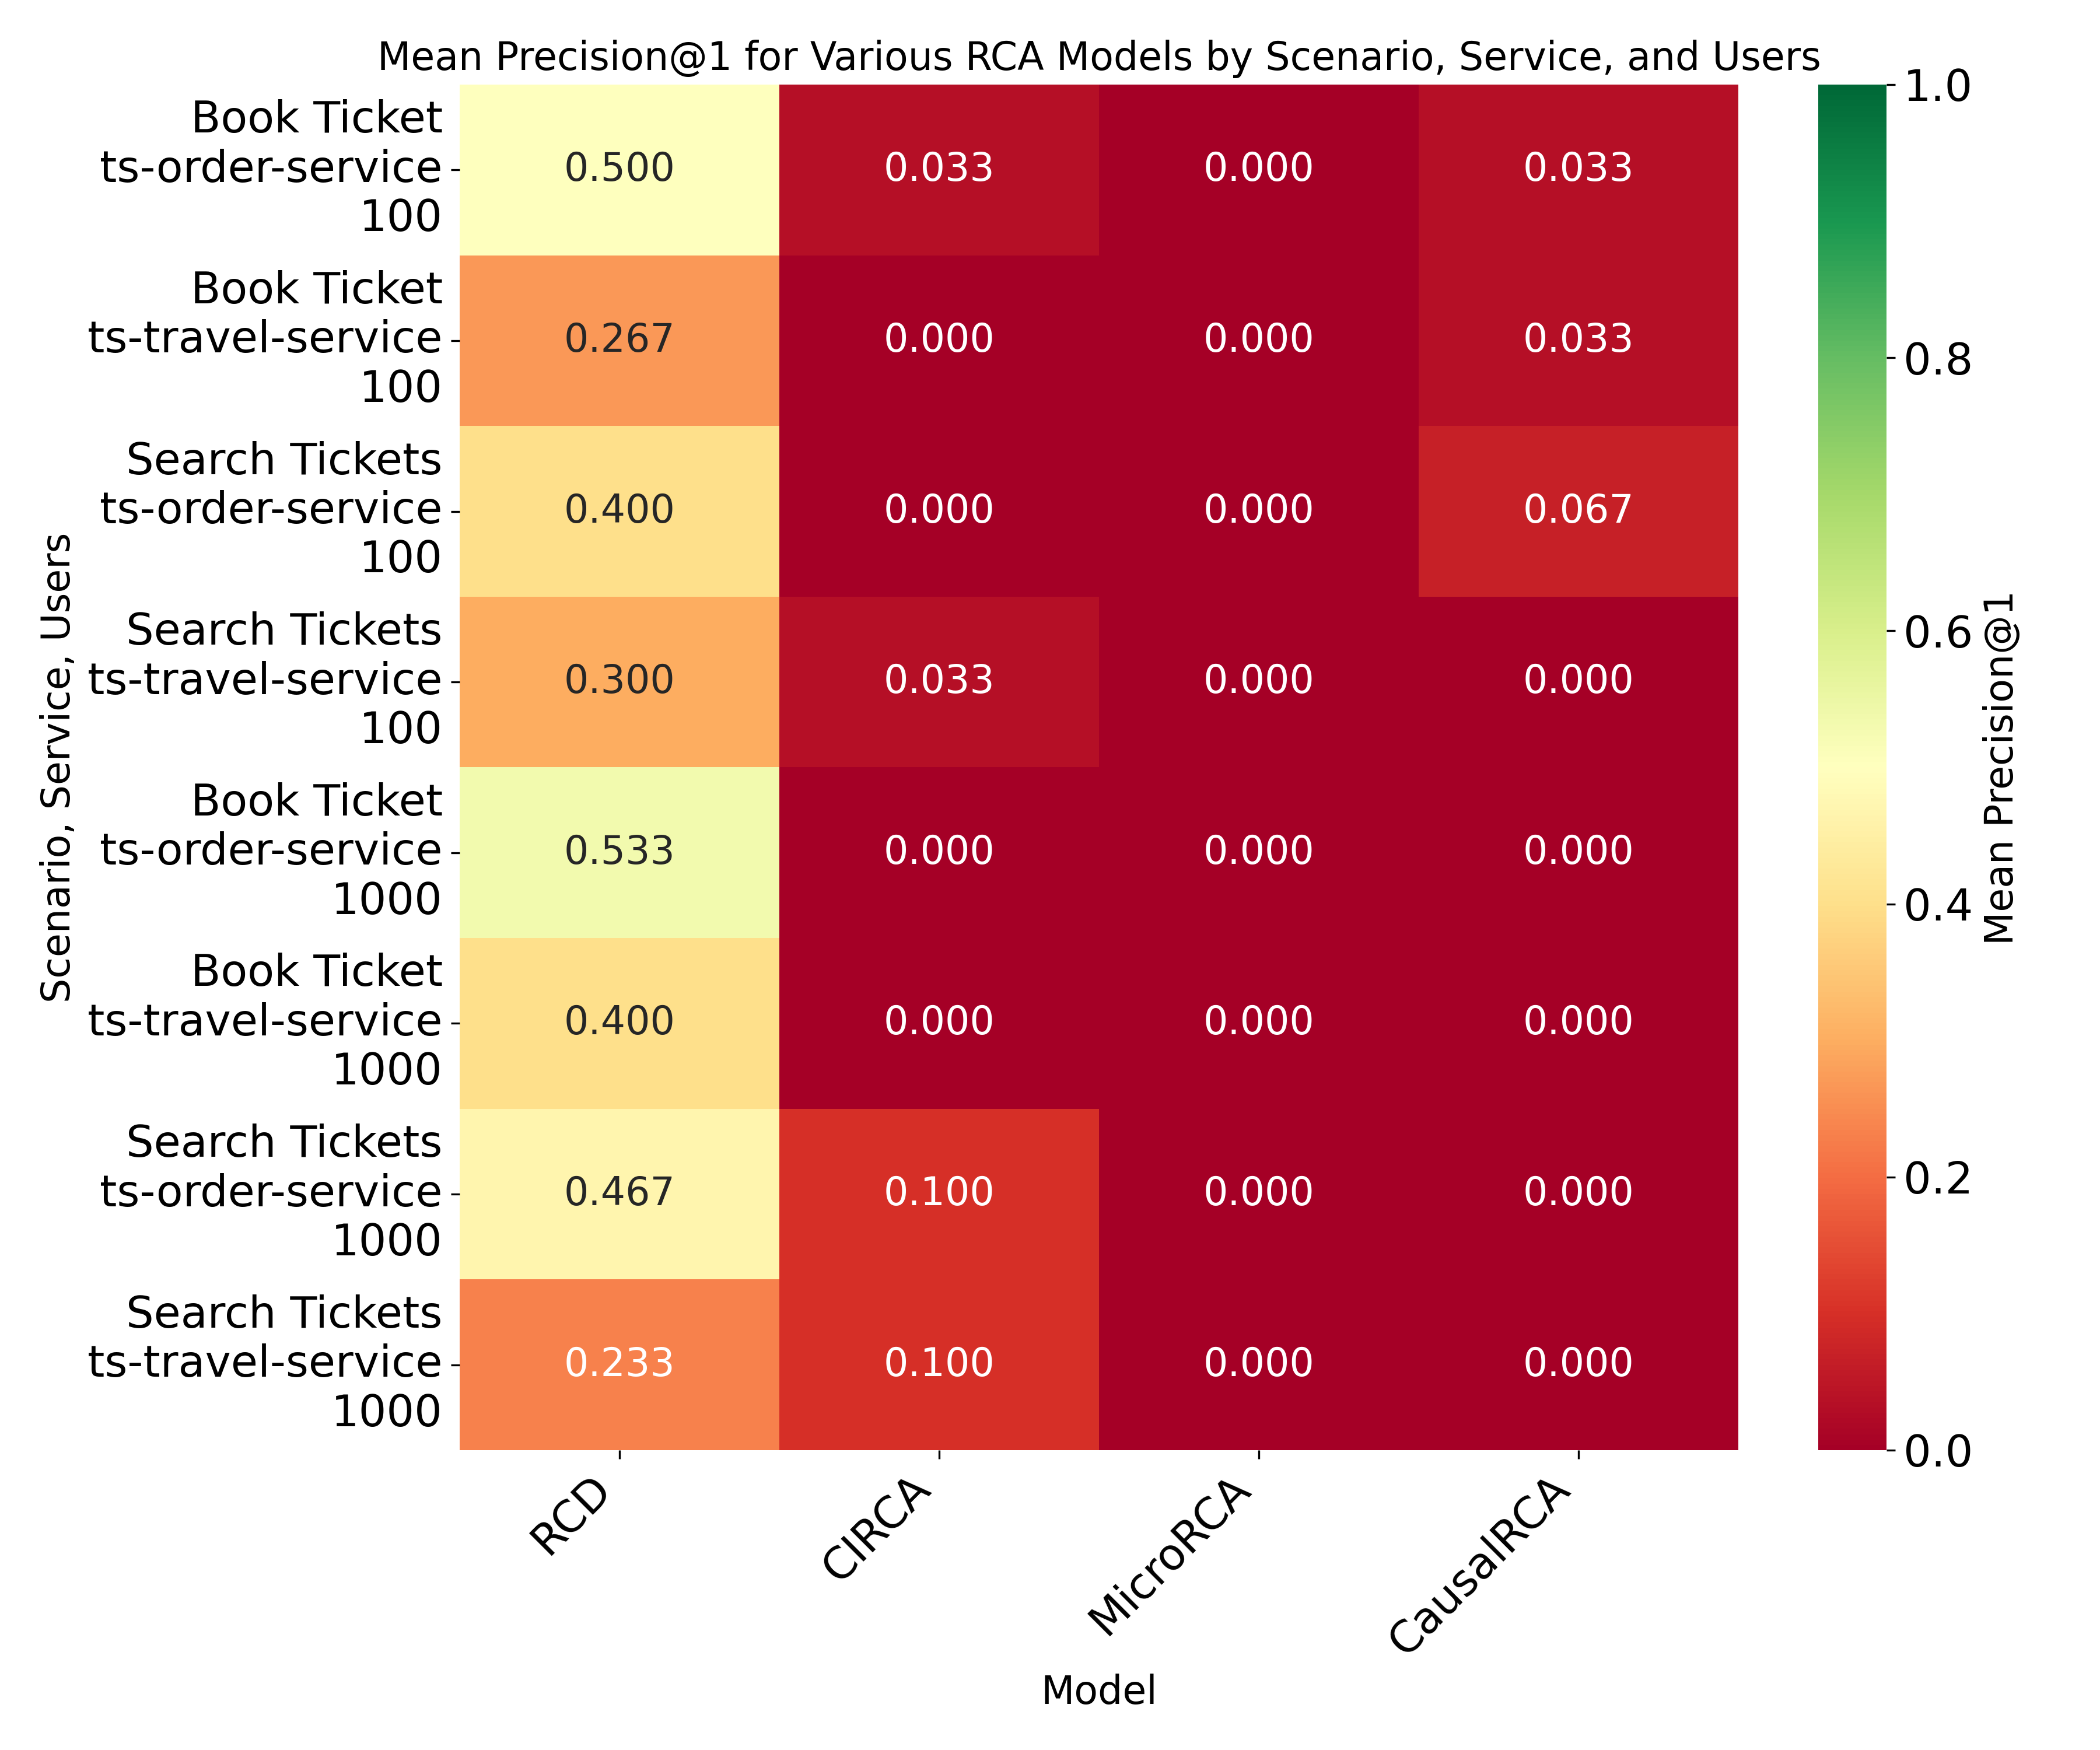 Mean Precision@1 for Various RCA Models by Scenario, Service, and Users
Scenario, Service, Users
Book Ticket
ts-order-service
100
0.500 0.033 0.000 0.033
Book Ticket
ts-travel-service
100
0.267 0.000 0.000 0.033
Search Tickets
ts-order-service
100
0.400 0.000 0.000 0.067
Search Tickets
ts-travel-service
100
0.300 0.033 0.000 0.000
Book Ticket
ts-order-service
1000
0.533 0.000 0.000 0.000
Book Ticket
ts-travel-service
1000
0.400 0.000 0.000 0.000
Search Tickets
ts-order-service
1000
0.467 0.100 0.000 0.000
Search Tickets
ts-travel-service
1000
0.233 0.100 0.000 0.000
RCD CIRCA MicroRCA CausalRCA
Model
1.0
0.8
0.6
0.4
0.2
0.0
Mean Precision@1